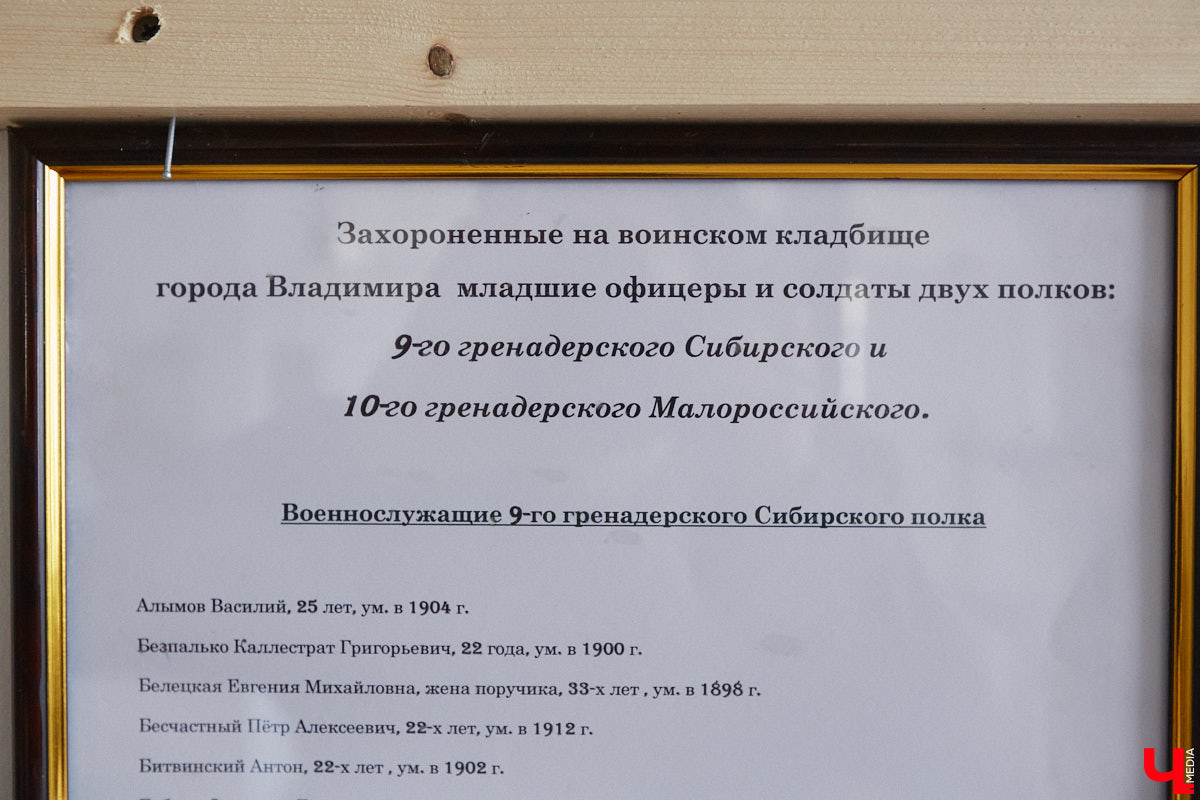 Захороненные на воинском кладбище
города Владимира младшие офицеры и солдаты двух полков:
9-го гренадерского Сибирского и
10-го гренадерского Малороссийского.
Военнослужащие 9-го гренадерского Сибирского полка
Алымов Василий, 25 лет, ум. в 1904 г.
Безпалько Каллестрат Григорьевич, 22 года, ум. в 1900 г.
Белецкая Евгения Михайловна, жена поручика, 33-х лет , ум. в 1898 г.
Бесчастный Пётр Алексеевич, 22-х лет, ум. в 1912 г.
Битвинский Антон, 22-х лет , ум. в 1902 г.
Ч MEDIA